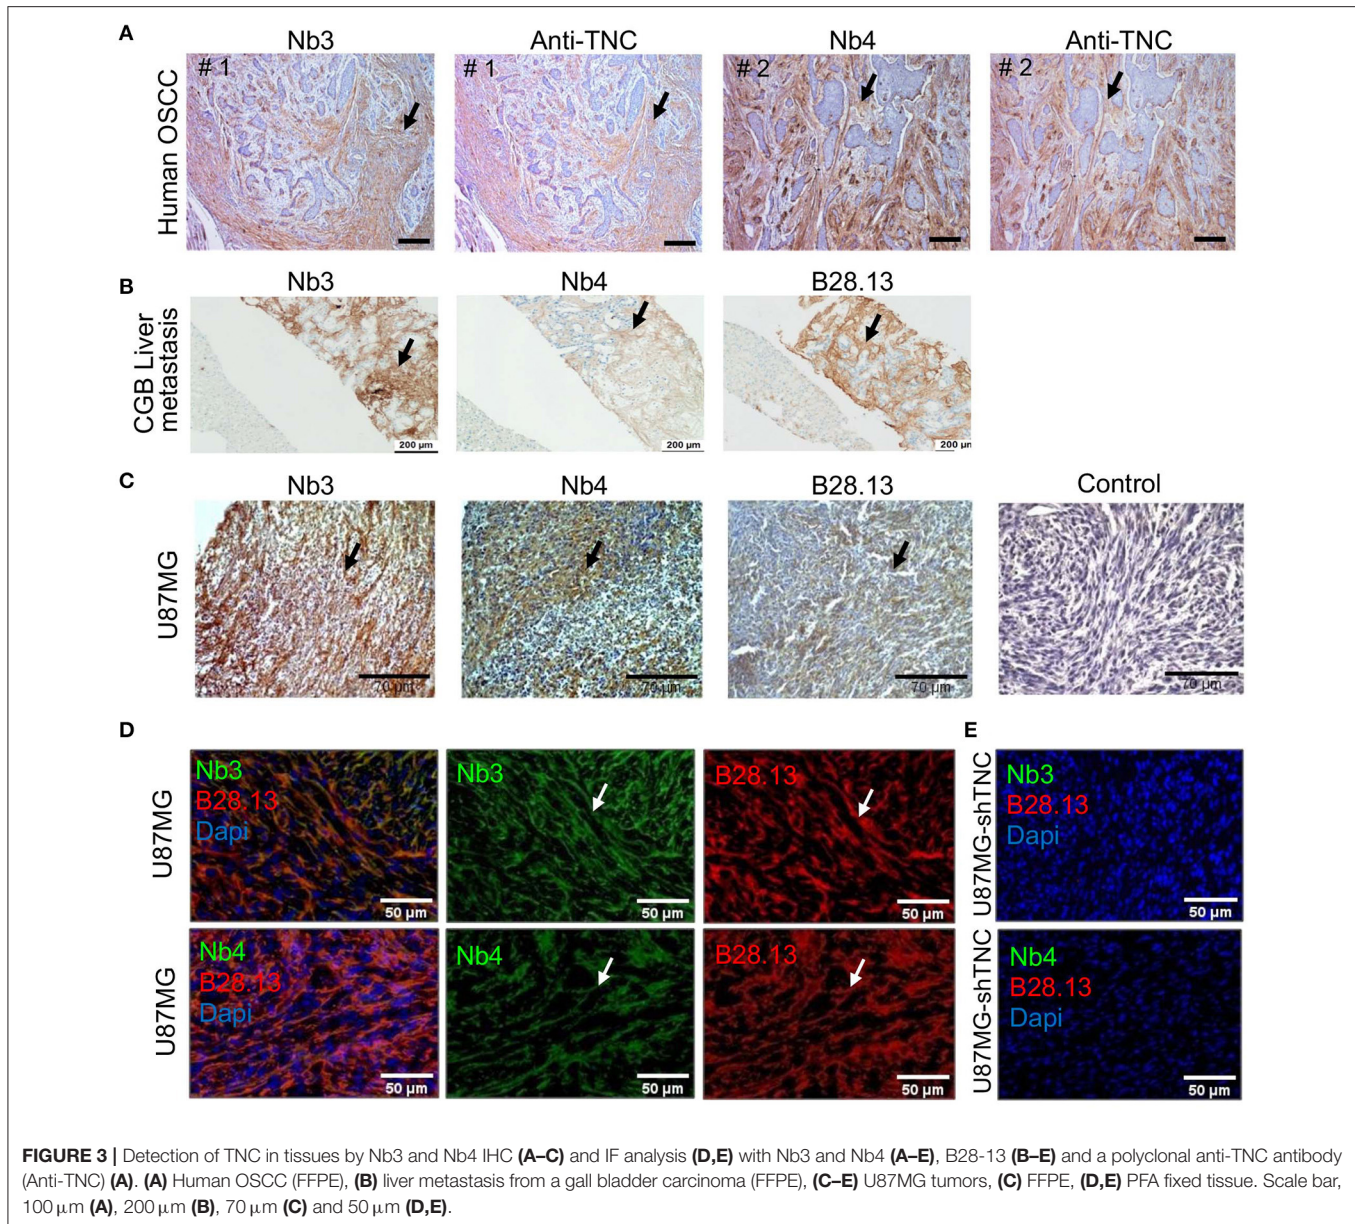 A
Nb3
Anti-TNC
Nb4
Anti-TNC
Human OSCC
# 1
# 1
# 2
# 2
B
Nb3
Nb4
B28.13
CGB Liver
metastasis
200 µm
200 µm
200 µm
C
Nb3
Nb4
B28.13
Control
U87MG
70 µm
70 µm
70 µm
70 µm
D
E
U87MG
Nb3
B28.13
Dapi
50 µm
Nb3
50 µm
B28.13
50 µm
U87MG-shTNC
Nb3
B28.13
Dapi
50 µm
U87MG
Nb4
B28.13
Dapi
50 µm
Nb4
50 µm
B28.13
50 µm
U87MG-shTNC
Nb4
B28.13
Dapi
50 µm
FIGURE 3 | Detection of TNC in tissues by Nb3 and Nb4 IHC (A–C) and IF analysis (D,E) with Nb3 and Nb4 (A–E), B28-13 (B–E) and a polyclonal anti-TNC antibody
(Anti-TNC) (A). (A) Human OSCC (FFPE), (B) liver metastasis from a gall bladder carcinoma (FFPE), (C–E) U87MG tumors, (C) FFPE, (D,E) PFA fixed tissue. Scale bar,
100 µm (A), 200 µm (B), 70 µm (C) and 50 µm (D,E).